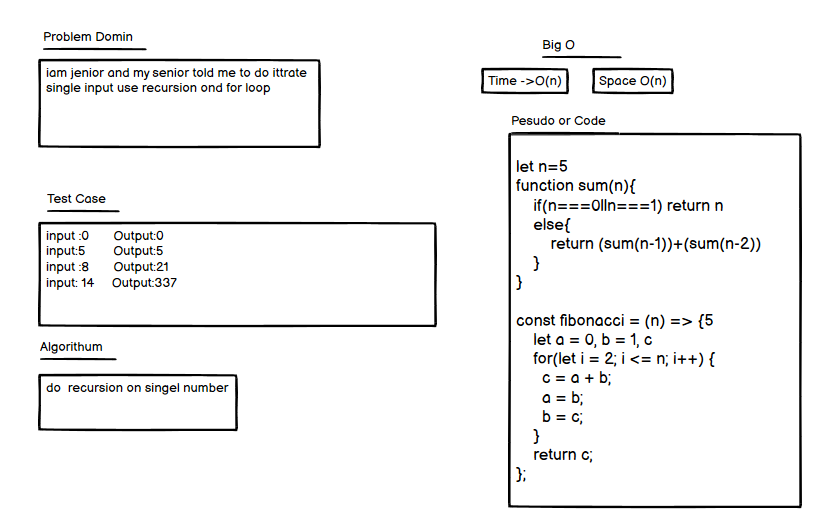 Problem Domin
iam jenior and my senior told me to do ittrate
single input use recursion ond for loop
Test Case
input :0 Output:0
input:5 Output:5
input :8 Output:21
input: 14 Output:337
Algorithum
do recursion on singel number
Big O
Time ->O(n)
Space O(n)
Pesudo or Code
let n=5
function sum(n){
if(n===0||n===1) return n
else{
return (sum(n-1))+(sum(n-2))
}
}
const fibonacci = (n) => {5
let a = 0, b = 1, c
for(let i = 2; i <= n; i++) {
c = a + b;
a = b;
b = c;
}
return c;
};